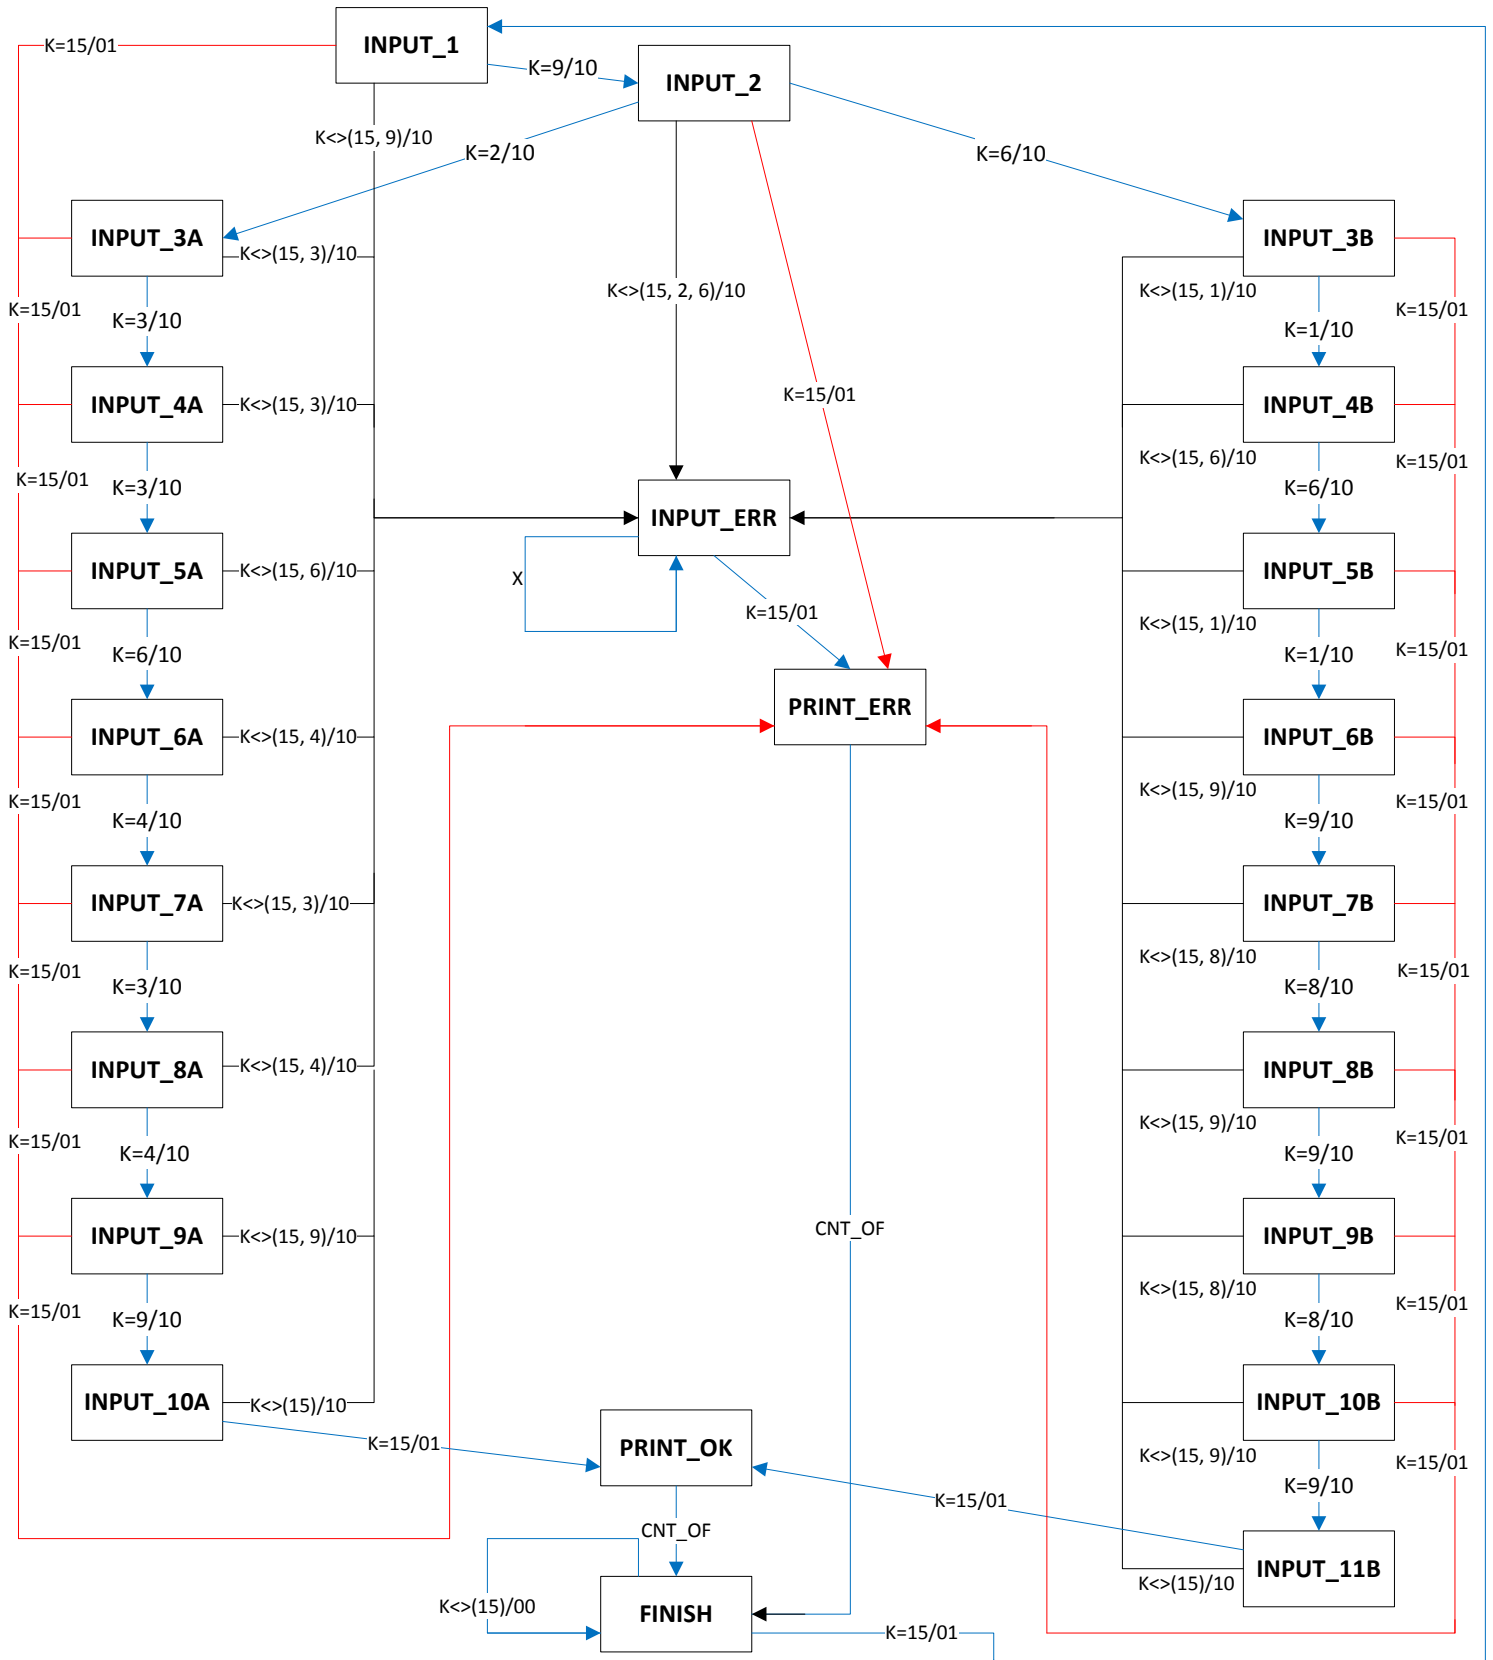 INPUT_1
K=15/01
K=9/10
INPUT_2
K<>(15, 9)/10
K=2/10
K=6/10
INPUT_3A
K<>(15, 3)/10
INPUT_3B
K<>(15, 2, 6)/10
K<>(15, 1)/10
K=15/01
K=3/10
K=15/01
K=1/10
INPUT_4A
K<>(15, 3)/10
K=15/01
INPUT_4B
K<>(15, 6)/10
K=15/01
K=15/01
K=3/10
K=6/10
INPUT_ERR
INPUT_5A
K<>(15, 6)/10
X
INPUT_5B
K=15/01
K<>(15, 1)/10
K=15/01
K=6/10
K=15/01
K=1/10
PRINT_ERR
INPUT_6A
K<>(15, 4)/10
INPUT_6B
K<>(15, 9)/10
K=15/01
K=4/10
K=15/01
K=9/10
INPUT_7A
K<>(15, 3)/10
INPUT_7B
K<>(15, 8)/10
K=15/01
K=3/10
K=15/01
K=8/10
INPUT_8A
K<>(15, 4)/10
INPUT_8B
K<>(15, 9)/10
K=15/01
K=4/10
K=15/01
K=9/10
CNT_OF
INPUT_9A
K<>(15, 9)/10
INPUT_9B
K<>(15, 8)/10
K=15/01
K=9/10
K=15/01
K=8/10
INPUT_10A
K<>(15)/10
INPUT_10B
K=15/01
PRINT_OK
K<>(15, 9)/10
K=15/01
K=9/10
K=15/01
CNT_OF
INPUT_11B
K<>(15)/10
K<>(15)/00
FINISH
K=15/01